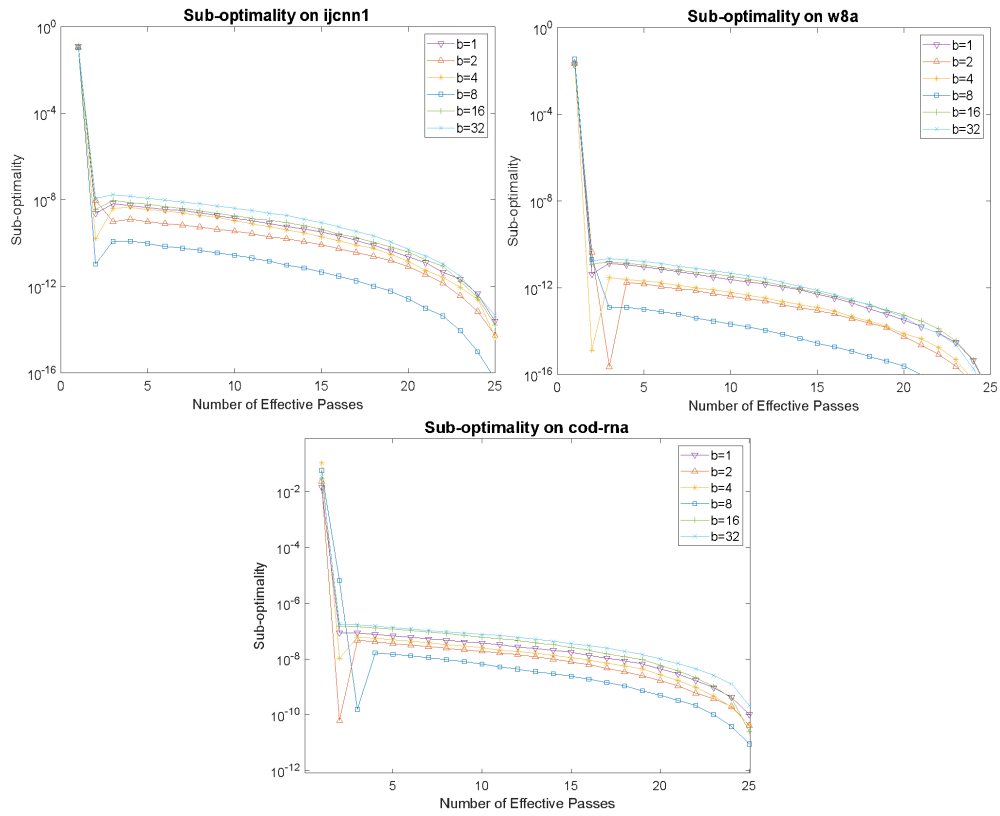 Sub-optimality on ijcnn1
Sub-optimality
10^0
10^-4
10^-8
10^-12
10^-16
0
5
10
15
20
25
Number of Effective Passes
b=1
b=2
b=4
b=8
b=16
b=32
Sub-optimality on w8a
Sub-optimality
10^0
10^-4
10^-8
10^-12
10^-16
0
5
10
15
20
25
Number of Effective Passes
b=1
b=2
b=4
b=8
b=16
b=32
Sub-optimality on cod-rna
Sub-optimality
10^-2
10^-4
10^-6
10^-8
10^-10
10^-12
5
10
15
20
25
Number of Effective Passes
b=1
b=2
b=4
b=8
b=16
b=32